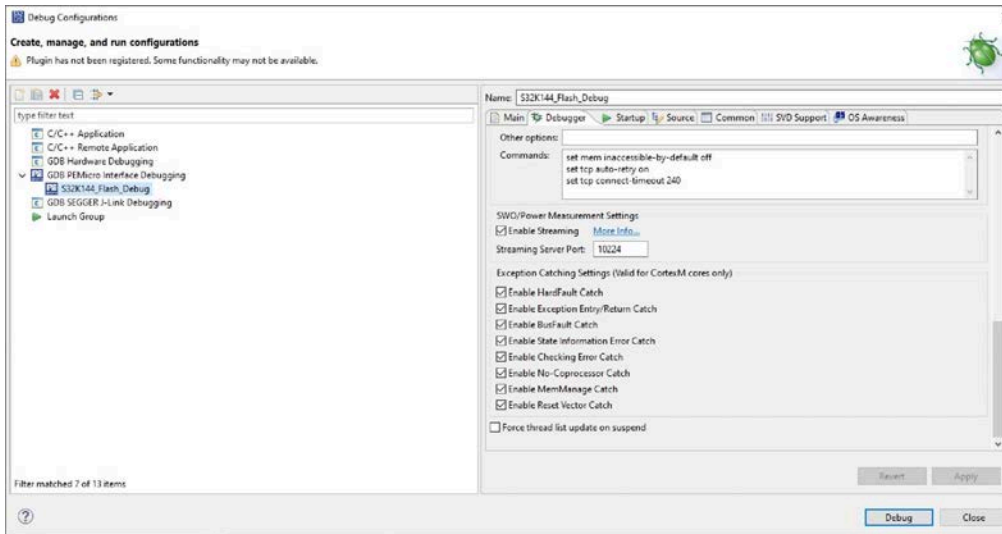 Debug Configurations
Create, manage, and run configurations
Plugin has not been registered. Some functionality may not be available.
type filter text
C/C++ Application
C/C++ Remote Application
GDB Hardware Debugging
GDB PEMicro Interface Debugging
S32K144_Flash_Debug
GDB SEGGER J-Link Debugging
Launch Group
Filter matched 7 of 13 items
Name: S32K144_Flash_Debug
Main Debugger Startup Source Common SVD Support OS Awareness
Other options:
Commands: set mem inaccessible-by-default off
set tcp auto-retry on
set tcp connect-timeout 240
SWO/Power Measurement Settings
Enable Streaming More Info...
Streaming Server Port: 10224
Exception Catching Settings (Valid for CortexM cores only)
Enable HardFault Catch
Enable Exception Entry/Return Catch
Enable BusFault Catch
Enable State Information Error Catch
Enable Checking Error Catch
Enable No-Coprocessor Catch
Enable MemManage Catch
Enable Reset Vector Catch
Force thread list update on suspend
Revert Apply
Debug Close